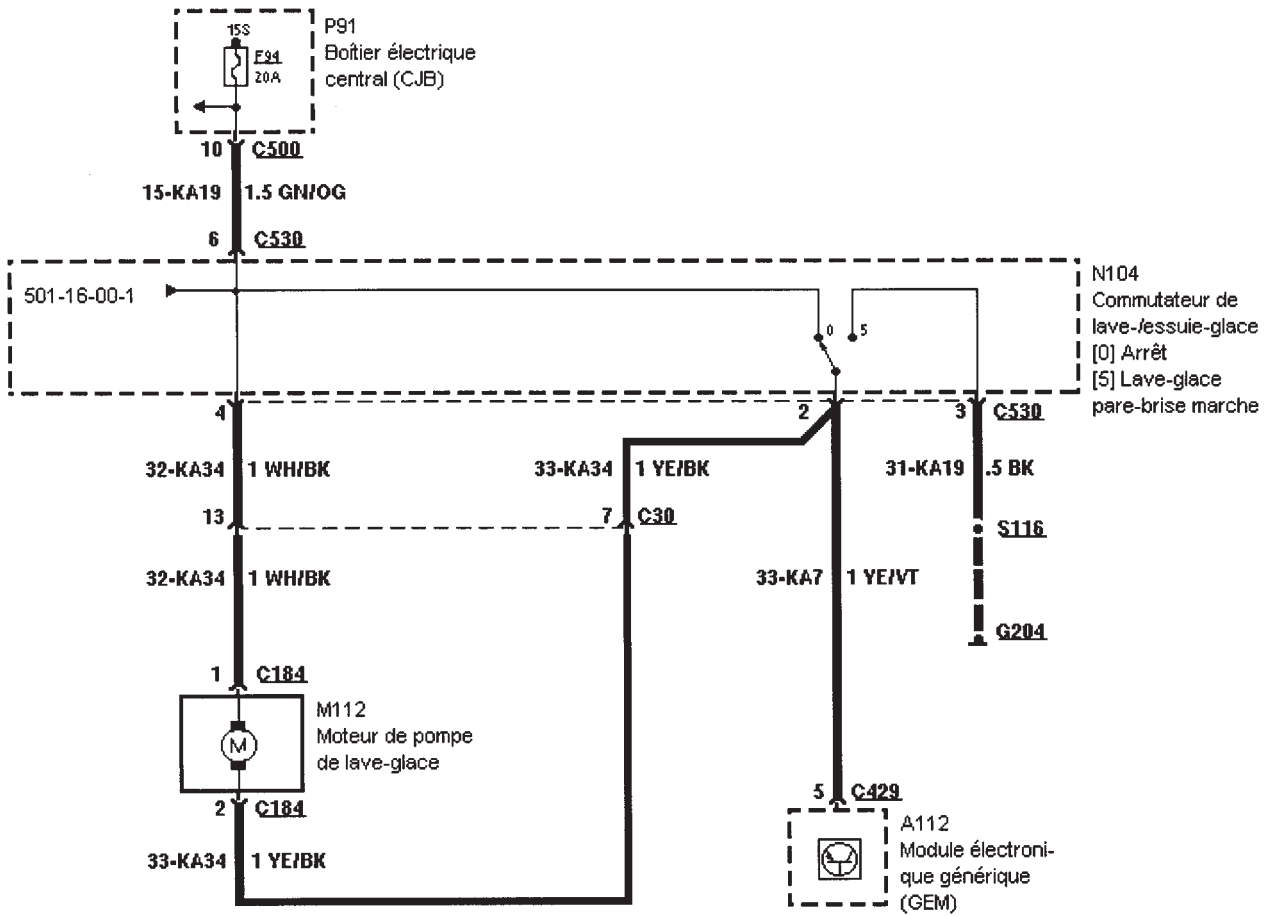 15S
F94
20A
P91
Boîtier électrique
central (CJB)
10 C500
15-KA19 1.5 GN/OG
6 C530
501-16-00-1
0 5
N104
Commutateur de
lave-/essuie-glace
[0] Arrêt
[5] Lave-glace
pare-brise marche
4 2 3 C530
32-KA34 1 WH/BK 33-KA34 1 YE/BK 31-KA19 .5 BK
13 7 C30 S116
32-KA34 1 WH/BK 33-KA7 1 YE/VT
G204
1 C184
M
M112
Moteur de pompe
de lave-glace
2 C184
33-KA34 1 YE/BK
5 C429
A112
Module électroni-
que générique
(GEM)